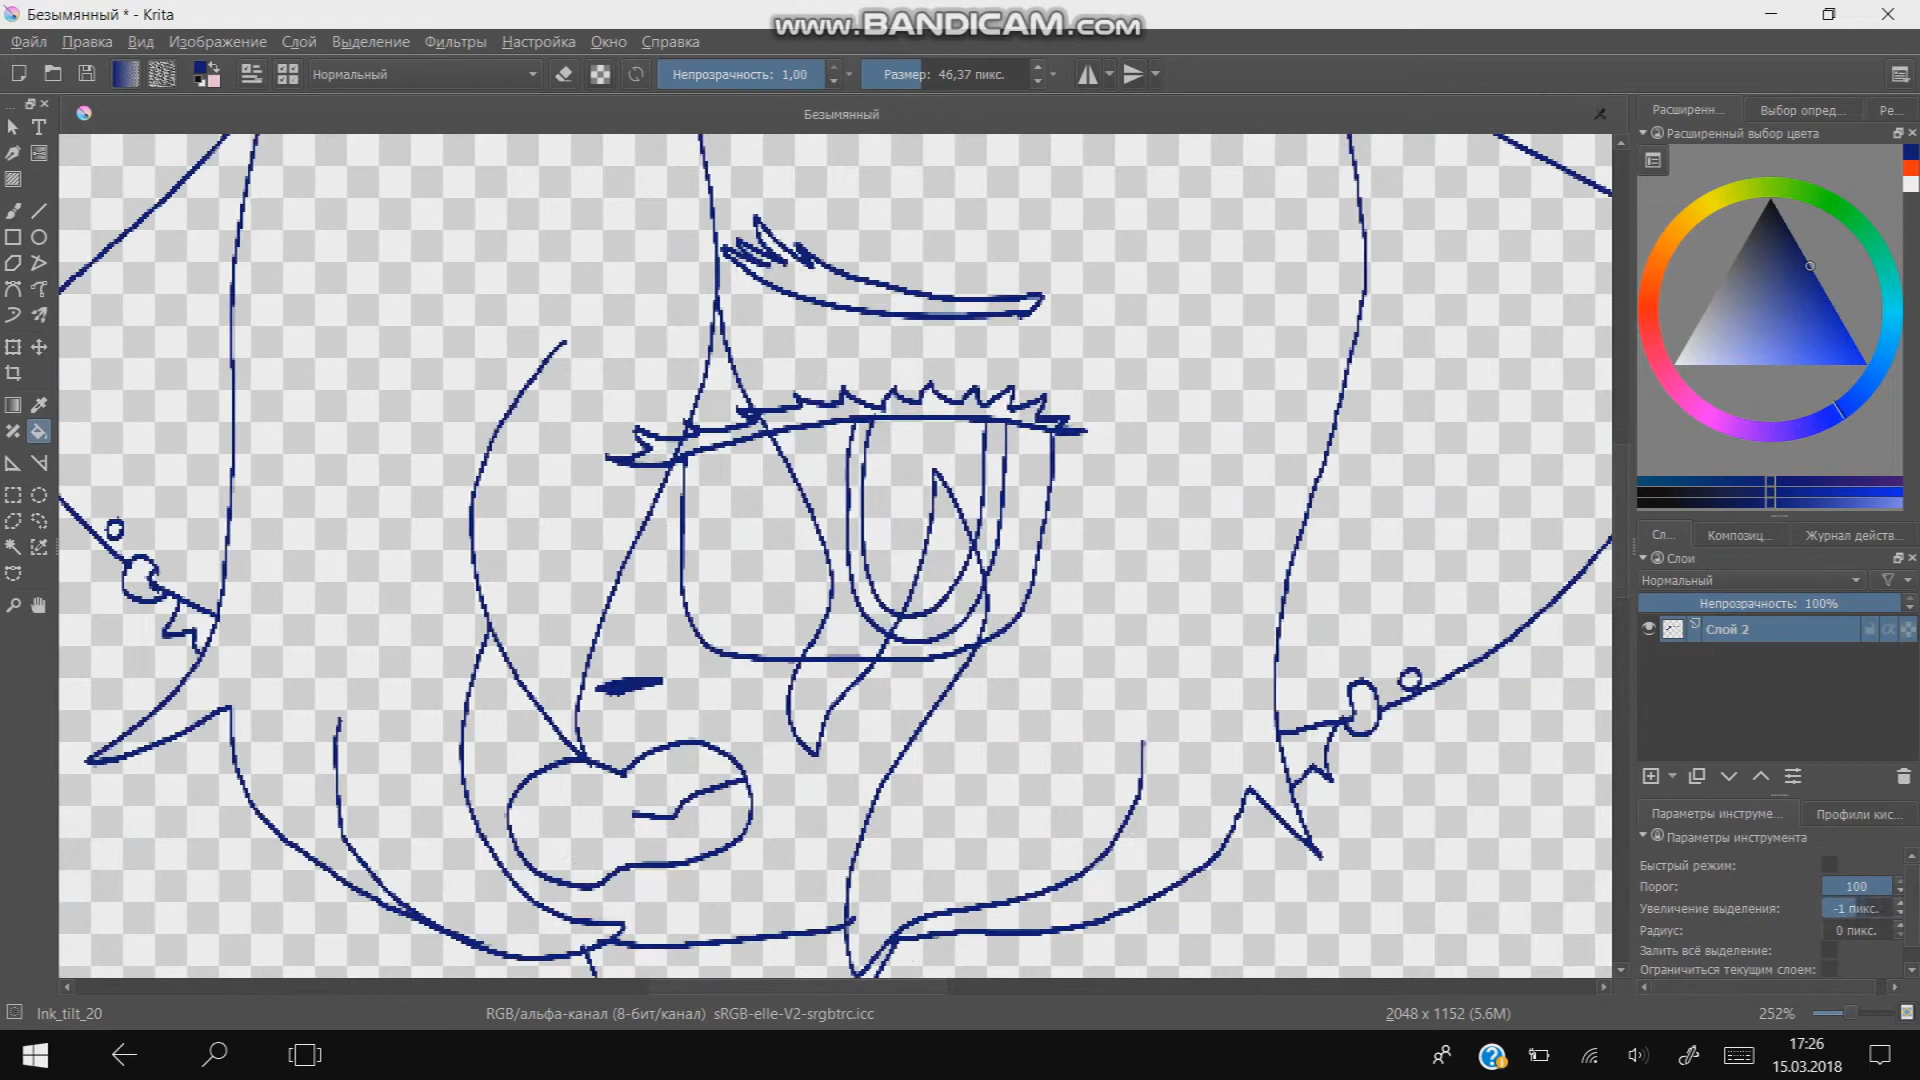 Безымянный * - Krita
www.BANDICAM.com
Файл Правка Вид Изображение Слой Выделение Фильтры Настройка Окно Справка
Нормальный
Непрозрачность: 1,00
Размер: 46,37 пикс.
Безымянный
Расширенн...
Выбор опред...
Ре...
Расширенный выбор цвета
Сл...
Композиц...
Журнал действ...
Слои
Нормальный
Непрозрачность: 100%
Слой 2
Параметры инструме...
Профили кис...
Параметры инструмента
Быстрый режим:
Порог: 100
Увеличение выделения: -1 пикс.
Радиус: 0 пикс.
Залить всё выделение:
Ограничиться текущим слоем:
Ink_tilt_20
RGB/альфа-канал (8-бит/канал) sRGB-elle-V2-srgbtrc.icc
2048 x 1152 (5.6M)
252%
17:26
15.03.2018